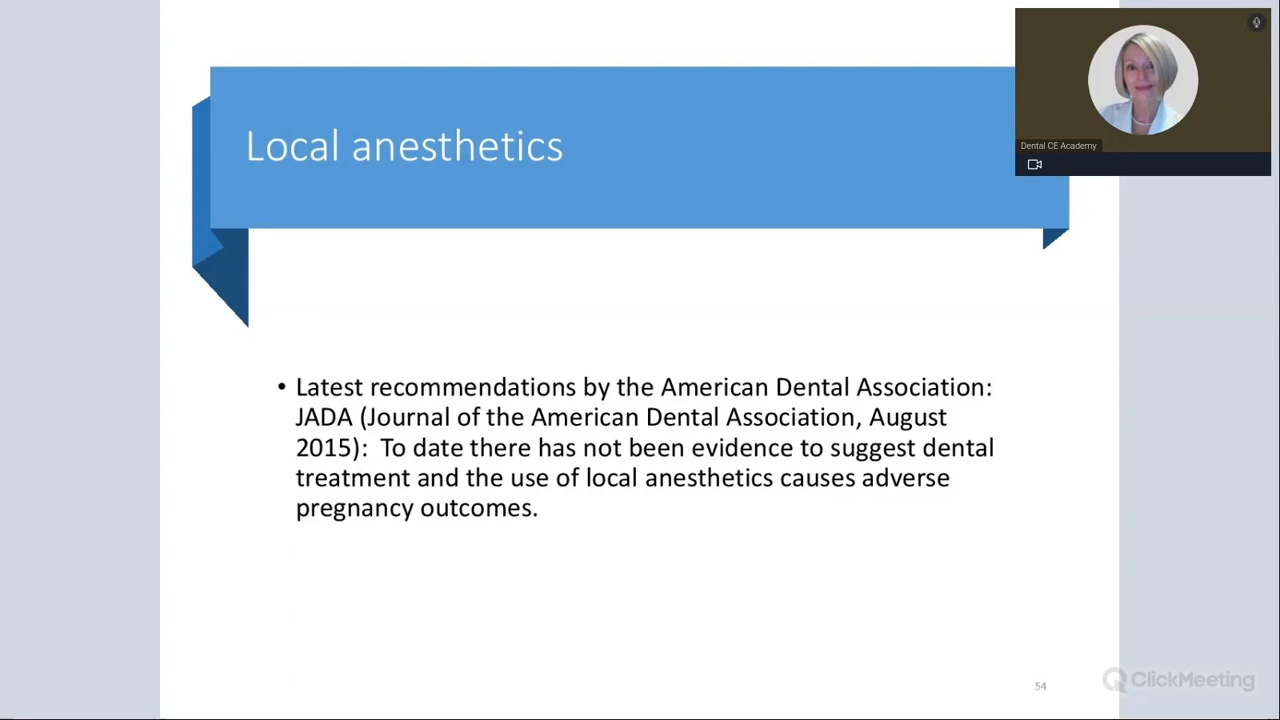 Local anesthetics
Dental CE Academy
• Latest recommendations by the American Dental Association:
JADA (Journal of the American Dental Association, August
2015): To date there has not been evidence to suggest dental
treatment and the use of local anesthetics causes adverse
pregnancy outcomes.
54
ClickMeeting